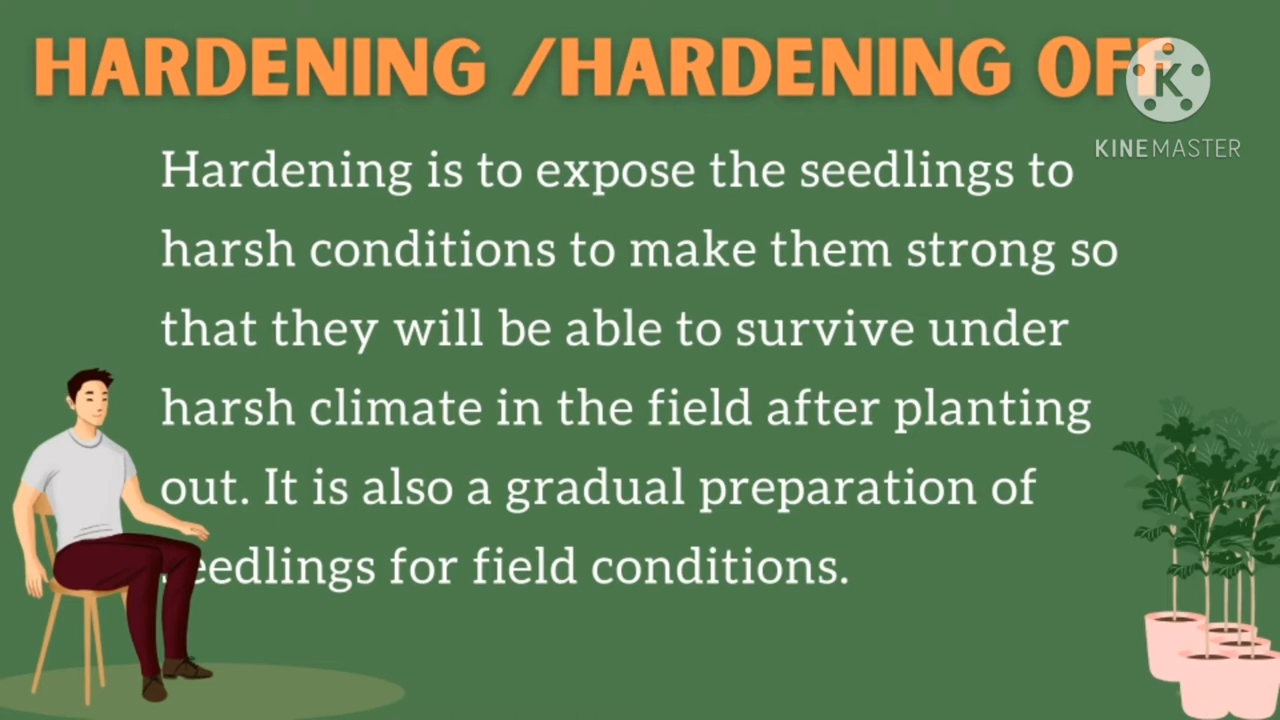 HARDENING /HARDENING OFF
K
KINEMASTER
Hardening is to expose the seedlings to
harsh conditions to make them strong so
that they will be able to survive under
harsh climate in the field after planting
out. It is also a gradual preparation of
seedlings for field conditions.